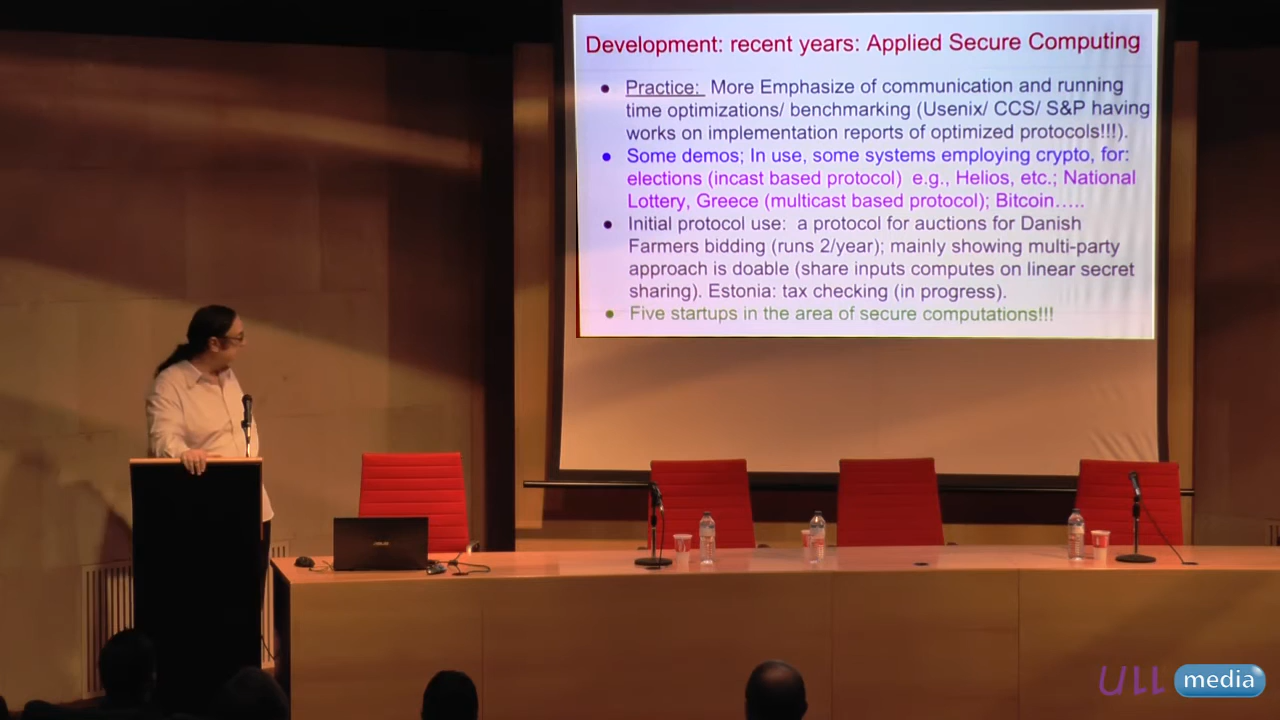 Development: recent years: Applied Secure Computing
• Practice: More Emphasize of communication and running
time optimizations/ benchmarking (Usenix/ CCS/ S&P having
works on implementation reports of optimized protocols!!!).
• Some demos; In use, some systems employing crypto, for:
elections (incast based protocol) e.g., Helios, etc.; National
Lottery, Greece (multicast based protocol); Bitcoin…..
• Initial protocol use: a protocol for auctions for Danish
Farmers bidding (runs 2/year); mainly showing multi-party
approach is doable (share inputs computes on linear secret
sharing). Estonia: tax checking (in progress).
• Five startups in the area of secure computations!!!
ASUS
ULL media